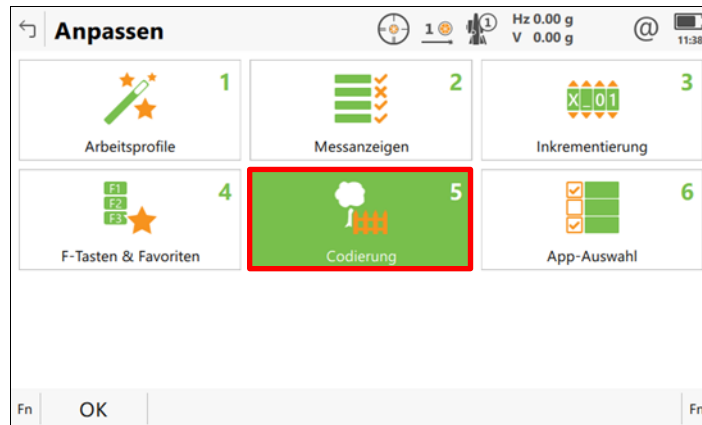 Anpassen
1
1
Hz 0.00 g
V 0.00 g
@
11:38
1
Arbeitsprofile
2
Messanzeigen
3
X_01
Inkrementierung
4
F1
F2
F3
F-Tasten & Favoriten
5
Codierung
6
App-Auswahl
Fn
OK